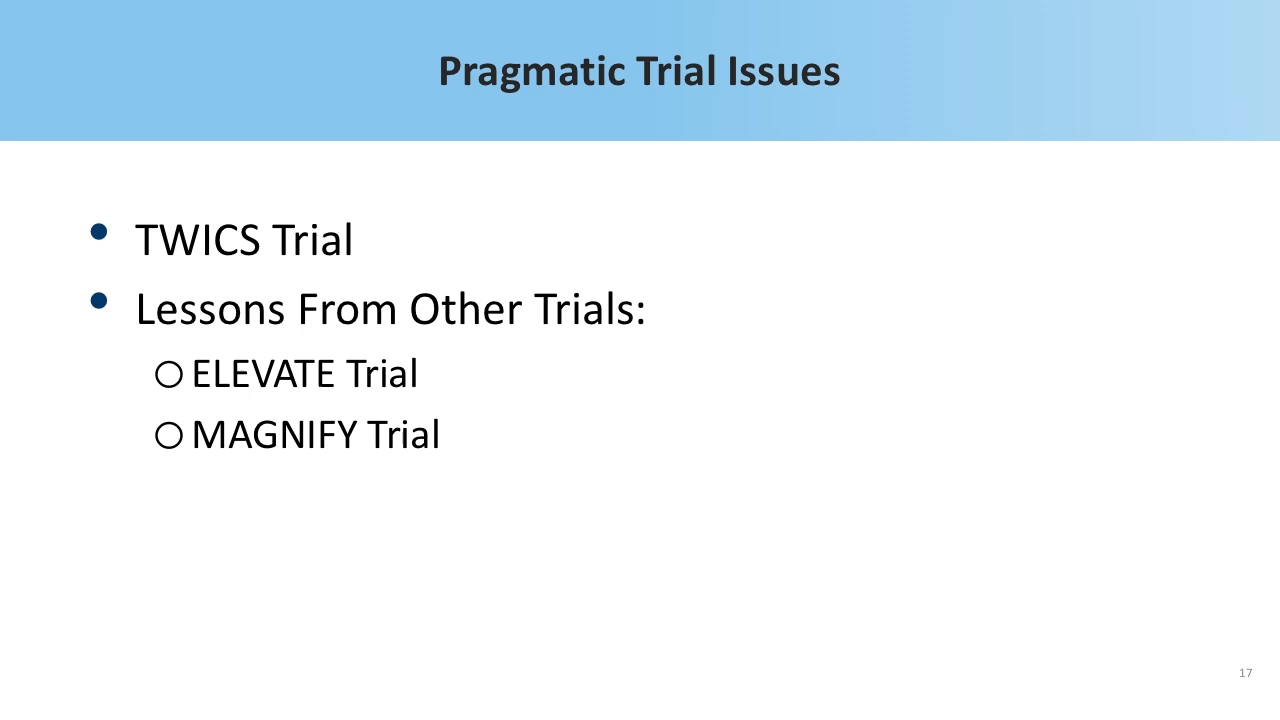 Pragmatic Trial Issues
• TWICS Trial
• Lessons From Other Trials:
○ ELEVATE Trial
○ MAGNIFY Trial
17